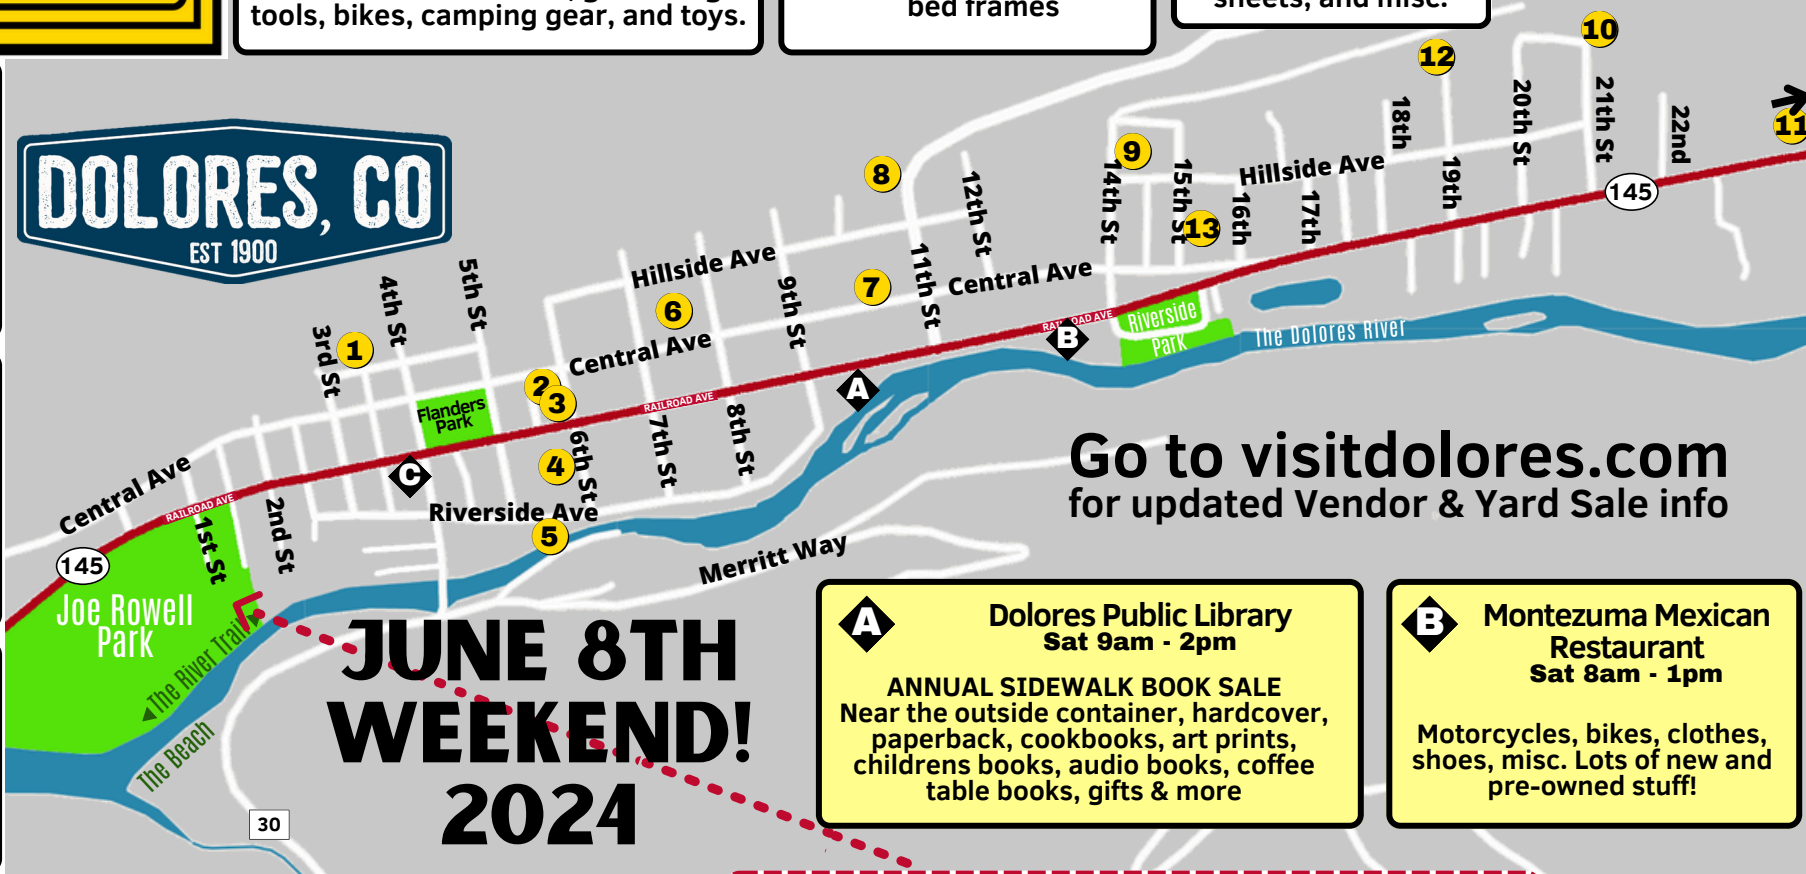 tools, bikes, camping gear, and toys.
bed frames
sheets, and misc.
DOLORES, CO
EST 1900
10
12
11
18th
20th St
21th St
22nd
145
9
8
14th St
15th St
13
16th
17th
Hillside Ave
19th
12th St
11th St
Central Ave
Hillside Ave
7
6
9th St
5th St
4th St
3rd St
1
Central Ave
2
3
Flanders
Park
RAILROAD AVE
A
RAILROAD AVE
B
Riverside
Park
The Dolores River
C
4
6th St
7th St
8th St
Riverside Ave
5
Merritt Way
Central Ave
RAILROAD AVE
1st St
2nd St
145
Joe Rowell
Park
The River Trail
The Beach
30
Go to visitdolores.com
for updated Vendor & Yard Sale info
JUNE 8TH
WEEKEND!
2024
A
Dolores Public Library
Sat 9am - 2pm
ANNUAL SIDEWALK BOOK SALE
Near the outside container, hardcover,
paperback, cookbooks, art prints,
childrens books, audio books, coffee
table books, gifts & more
B
Montezuma Mexican
Restaurant
Sat 8am - 1pm
Motorcycles, bikes, clothes,
shoes, misc. Lots of new and
pre-owned stuff!